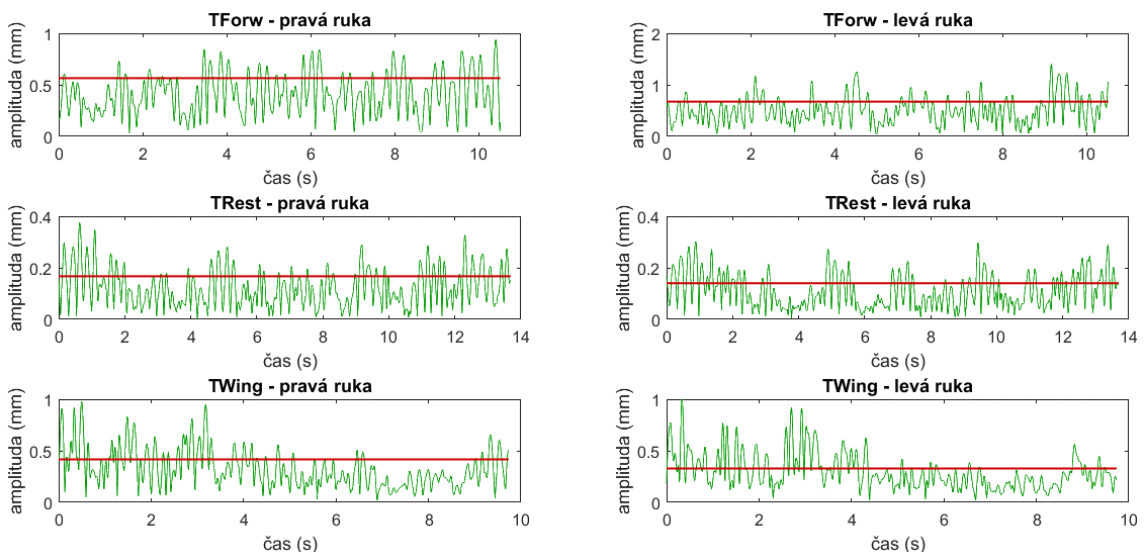 TForw - pravá ruka
amplituda (mm)
1
0.5
0
0 2 4 6 8 10
čas (s)
TForw - levá ruka
amplituda (mm)
2
1
0
0 2 4 6 8 10
čas (s)
TRest - pravá ruka
amplituda (mm)
0.4
0.2
0
0 2 4 6 8 10 12 14
čas (s)
TRest - levá ruka
amplituda (mm)
0.4
0.2
0
0 2 4 6 8 10 12 14
čas (s)
TWing - pravá ruka
amplituda (mm)
1
0.5
0
0 2 4 6 8 10
čas (s)
TWing - levá ruka
amplituda (mm)
1
0.5
0
0 2 4 6 8 10
čas (s)